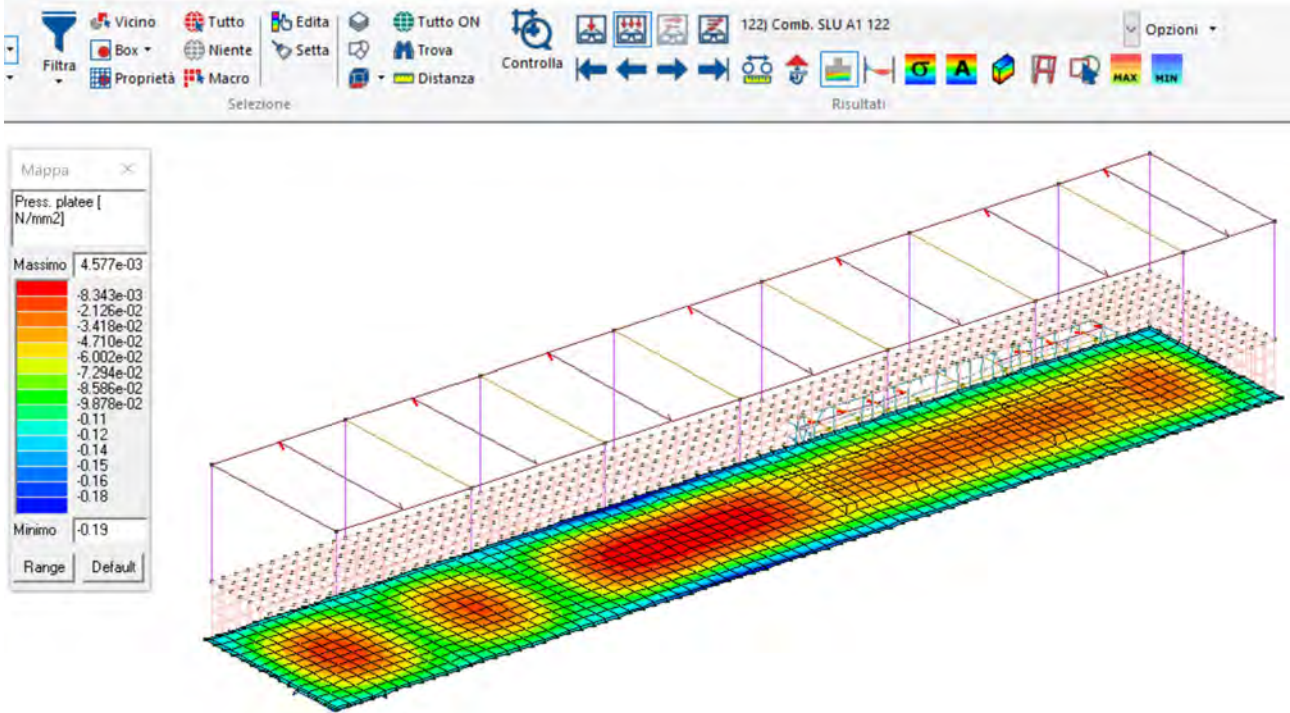 Vicino Tutto Edita Tutto ON 122) Comb. SLU A1 122 Opzioni
Filtra Box Niente Setta Trova Controlla
Proprietà Macro Distanza σ A MAX MIN
Selezione Risultati
Mappa
Press. platee [
N/mm2]
Massimo 4.577e-03
-8.343e-03
-2.126e-02
-3.418e-02
-4.710e-02
-6.002e-02
-7.294e-02
-8.586e-02
-9.878e-02
-0.11
-0.12
-0.14
-0.15
-0.16
-0.18
Minimo -0.19
Range Default